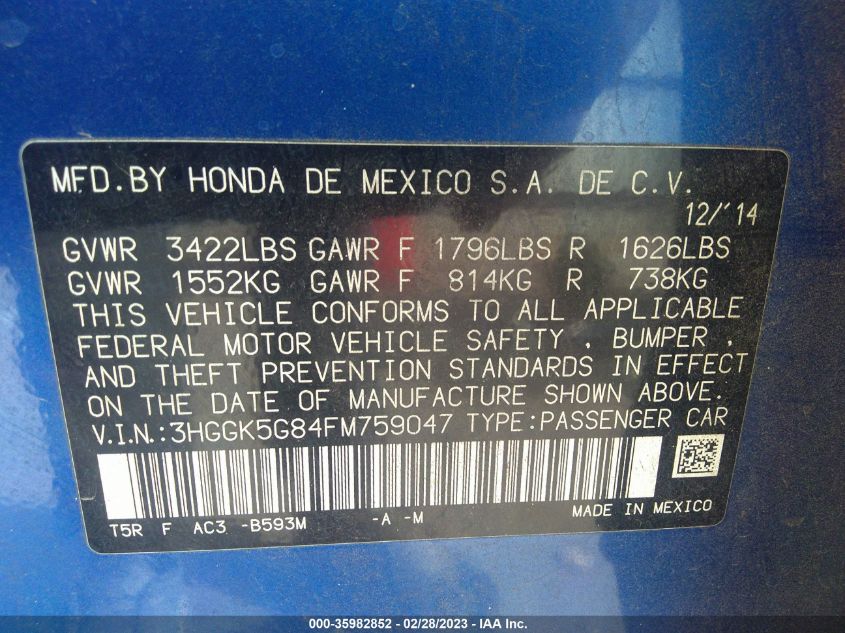 MFD.BY HONDA DE MEXICO S.A. DE C.V.
12/'14
GVWR 3422LBS GAWR F 1796LBS R 1626LBS
GVWR 1552KG GAWR F 814KG R 738KG
THIS VEHICLE CONFORMS TO ALL APPLICABLE
FEDERAL MOTOR VEHICLE SAFETY , BUMPER ,
AND THEFT PREVENTION STANDARDS IN EFFECT
ON THE DATE OF MANUFACTURE SHOWN ABOVE.
V.I.N.:3HGGK5G84FM759047 TYPE:PASSENGER CAR
T5R F AC3 -B593M -A -M MADE IN MEXICO
000-35982852 - 02/28/2023 - IAA Inc.